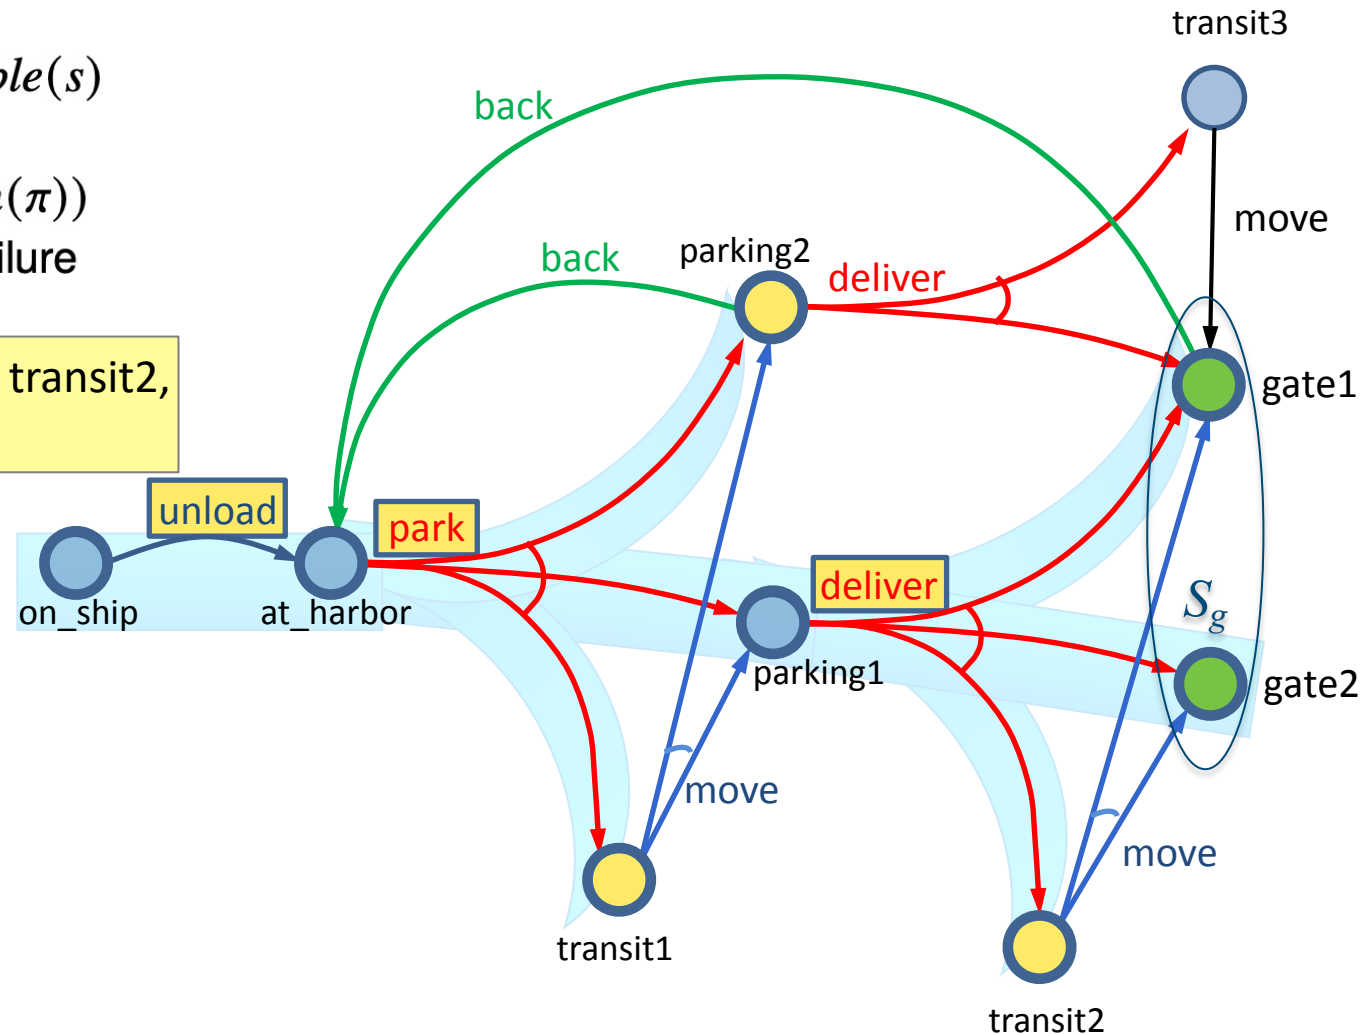 transit3
ple(s)
back
n(π))
move
parking2
ilure
back
deliver
transit2,
gate1
unload
park
deliver
on_ship
at_harbor
S_g
parking1
gate2
move
move
transit1
transit2